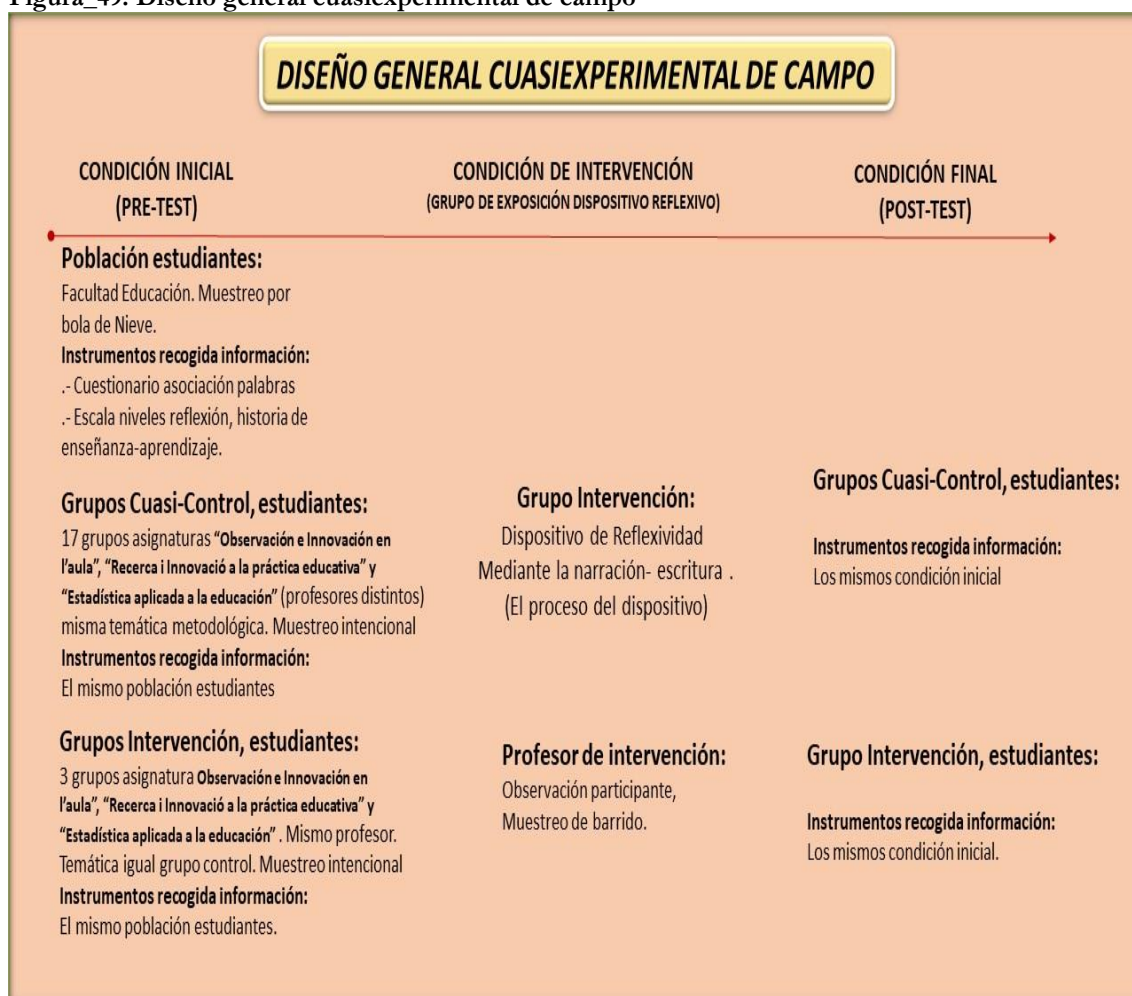 Figura_49. Diseño general cuasiexperimental de campo
DISEÑO GENERAL CUASIEXPERIMENTAL DE CAMPO
CONDICIÓN INICIAL
(PRE-TEST)
CONDICIÓN DE INTERVENCIÓN
(GRUPO DE EXPOSICIÓN DISPOSITIVO REFLEXIVO)
CONDICIÓN FINAL
(POST-TEST)
Población estudiantes:
Facultad Educación. Muestreo por
bola de Nieve.
Instrumentos recogida información:
.- Cuestionario asociación palabras
.- Escala niveles reflexión, historia de
enseñanza-aprendizaje.
Grupos Cuasi-Control, estudiantes:
17 grupos asignaturas "Observación e Innovación en
l'aula", "Recerca i Innovació a la práctica educativa" y
"Estadística aplicada a la educación" (profesores distintos)
misma temática metodológica. Muestreo intencional
Instrumentos recogida información:
El mismo población estudiantes
Grupos Intervención, estudiantes:
3 grupos asignatura Observación e Innovación en
l'aula", "Recerca i Innovació a la práctica educativa" y
"Estadística aplicada a la educación" . Mismo profesor.
Temática igual grupo control. Muestreo intencional
Instrumentos recogida información:
El mismo población estudiantes.
Grupo Intervención:
Dispositivo de Reflexividad
Mediante la narración- escritura .
(El proceso del dispositivo)
Profesor de intervención:
Observación participante,
Muestreo de barrido.
Grupos Cuasi-Control, estudiantes:
Instrumentos recogida información:
Los mismos condición inicial
Grupo Intervención, estudiantes:
Instrumentos recogida información:
Los mismos condición inicial.